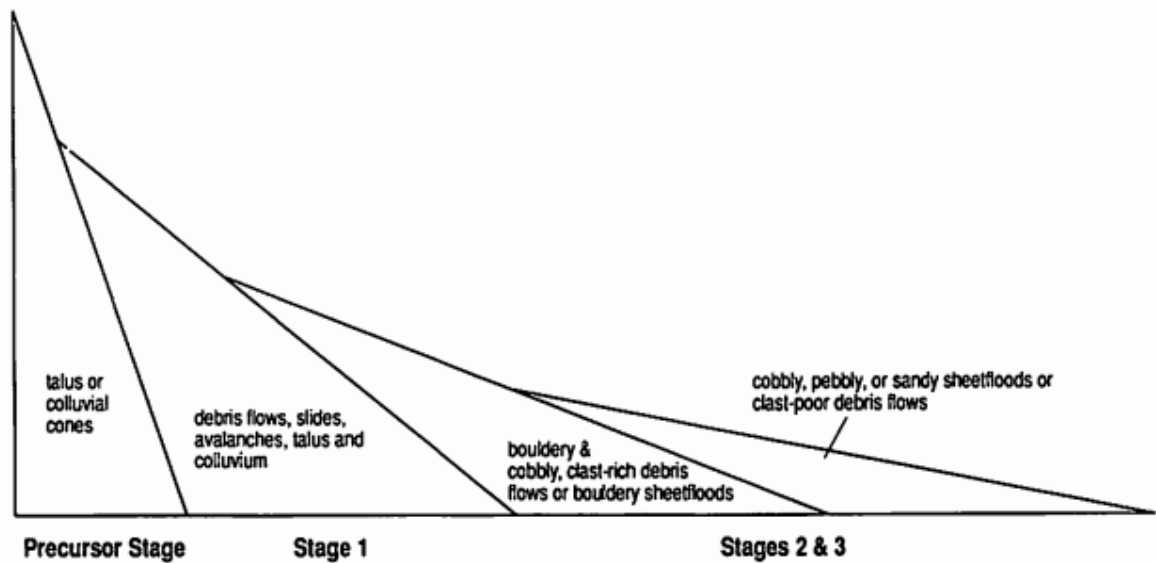 talus or
colluvial
cones
debris flows, slides,
avalanches, talus and
colluvium
bouldery &
cobbly, clast-rich debris
flows or bouldery sheetfloods
cobbly, pebbly, or sandy sheetfloods or
clast-poor debris flows
Precursor Stage
Stage 1
Stages 2 & 3